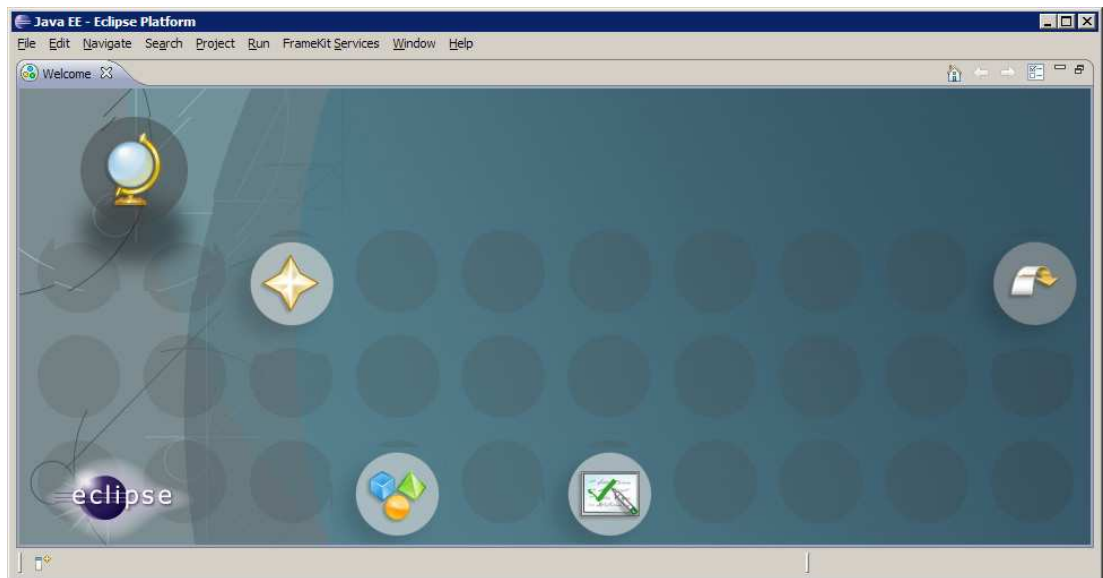 Java EE - Eclipse Platform
File Edit Navigate Search Project Run FrameKit Services Window Help
Welcome
eclipse